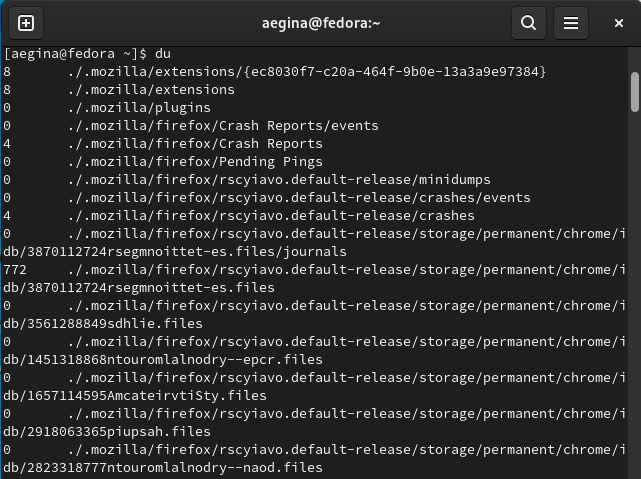 aegina@fedora:~
[aegina@fedora ~]$ du
8       ./.mozilla/extensions/{ec8030f7-c20a-464f-9b0e-13a3a9e97384}
8       ./.mozilla/extensions
0       ./.mozilla/plugins
0       ./.mozilla/firefox/Crash Reports/events
4       ./.mozilla/firefox/Crash Reports
0       ./.mozilla/firefox/Pending Pings
0       ./.mozilla/firefox/rscyiavo.default-release/minidumps
0       ./.mozilla/firefox/rscyiavo.default-release/crashes/events
4       ./.mozilla/firefox/rscyiavo.default-release/crashes
0       ./.mozilla/firefox/rscyiavo.default-release/storage/permanent/chrome/i
db/3870112724rsegmnoittet-es.files/journals
772     ./.mozilla/firefox/rscyiavo.default-release/storage/permanent/chrome/i
db/3870112724rsegmnoittet-es.files
0       ./.mozilla/firefox/rscyiavo.default-release/storage/permanent/chrome/i
db/3561288849sdhlie.files
0       ./.mozilla/firefox/rscyiavo.default-release/storage/permanent/chrome/i
db/1451318868ntouromlalnodry--epcr.files
0       ./.mozilla/firefox/rscyiavo.default-release/storage/permanent/chrome/i
db/1657114595AmcateirvtiSty.files
0       ./.mozilla/firefox/rscyiavo.default-release/storage/permanent/chrome/i
db/2918063365piupsah.files
0       ./.mozilla/firefox/rscyiavo.default-release/storage/permanent/chrome/i
db/2823318777ntouromlalnodry--naod.files